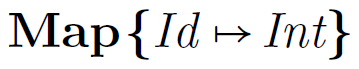 Map{Id ↦ Int}